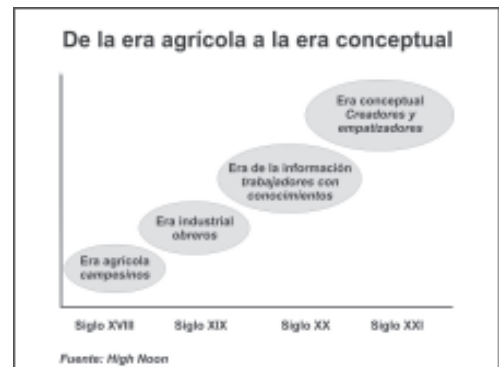 De la era agrícola a la era conceptual
Era conceptual
Creadores y
empatizadores
Era de la información
trabajadores con
conocimientos
Era industrial
obreros
Era agrícola
campesinos
Siglo XVIII
Siglo XIX
Siglo XX
Siglo XXI
Fuente: High Noon